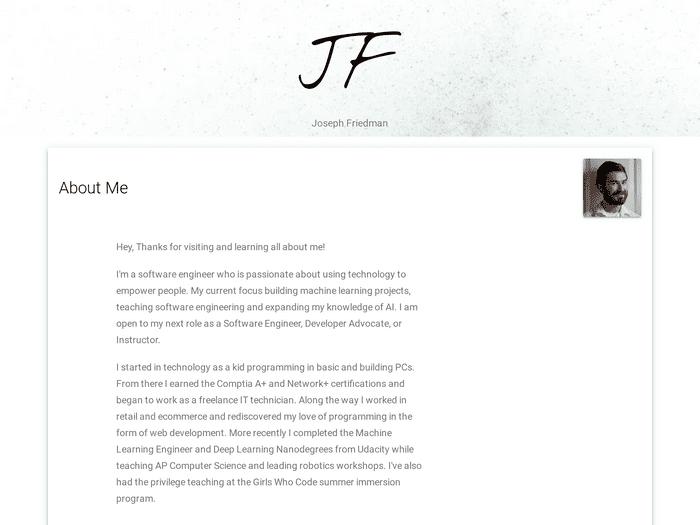 JF
Joseph Friedman
About Me
Hey, Thanks for visiting and learning all about me!
I'm a software engineer who is passionate about using technology to
empower people. My current focus building machine learning projects,
teaching software engineering and expanding my knowledge of AI. I am
open to my next role as a Software Engineer, Developer Advocate, or
Instructor.
I started in technology as a kid programming in basic and building PCs.
From there I earned the Comptia A+ and Network+ certifications and
began to work as a freelance IT technician. Along the way I worked in
retail and ecommerce and rediscovered my love of programming in the
form of web development. More recently I completed the Machine
Learning Engineer and Deep Learning Nanodegrees from Udacity while
teaching AP Computer Science and leading robotics workshops. I've also
had the privilege teaching at the Girls Who Code summer immersion
program.